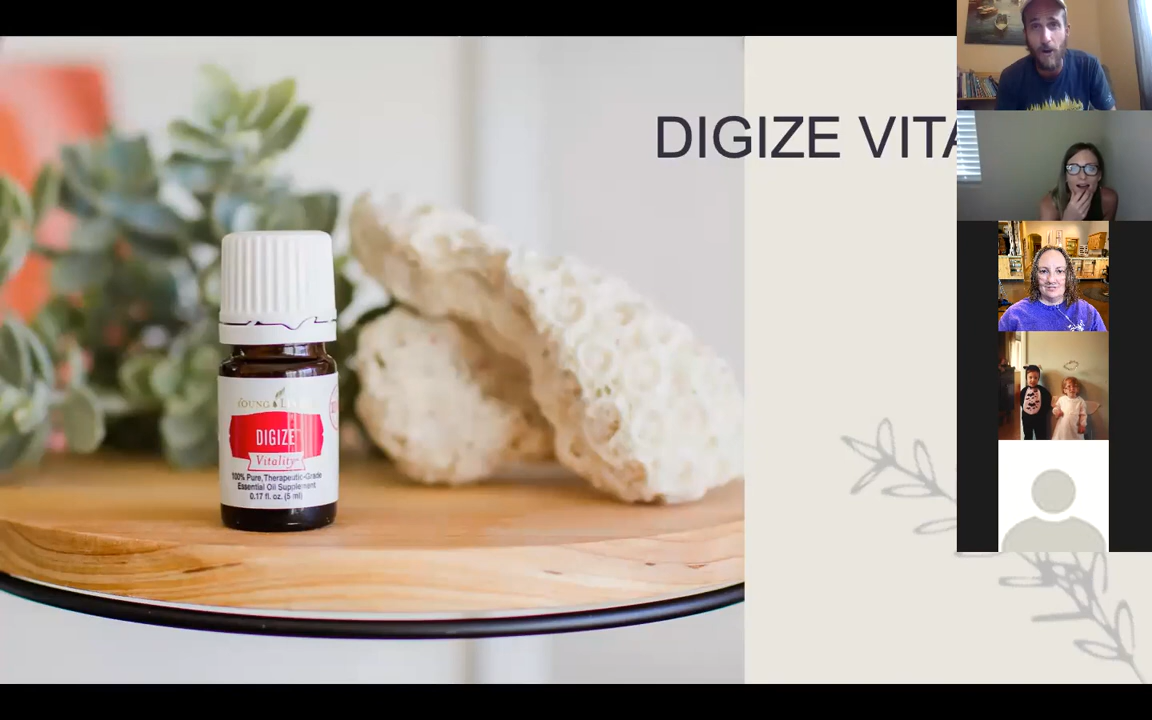 DIGIZE VITA
YOUNG LIVING
DIGIZE
Vitality
100% Pure, Therapeutic-Grade
Essential Oil Supplement
0.17 fl. oz. (5 ml)